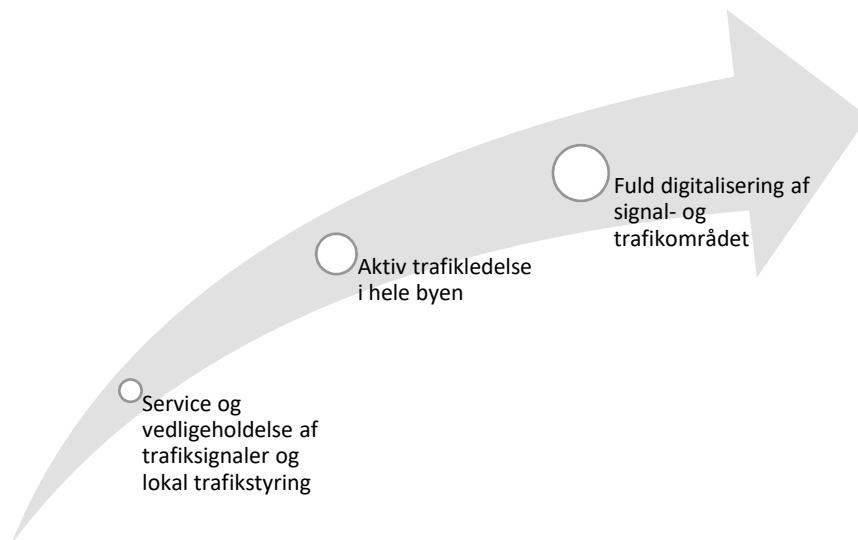 Fuld digitalisering af
signal- og
trafikområdet
Aktiv trafikledelse
i hele byen
Service og
vedligeholdelse af
trafiksignaler og
lokal trafikstyring